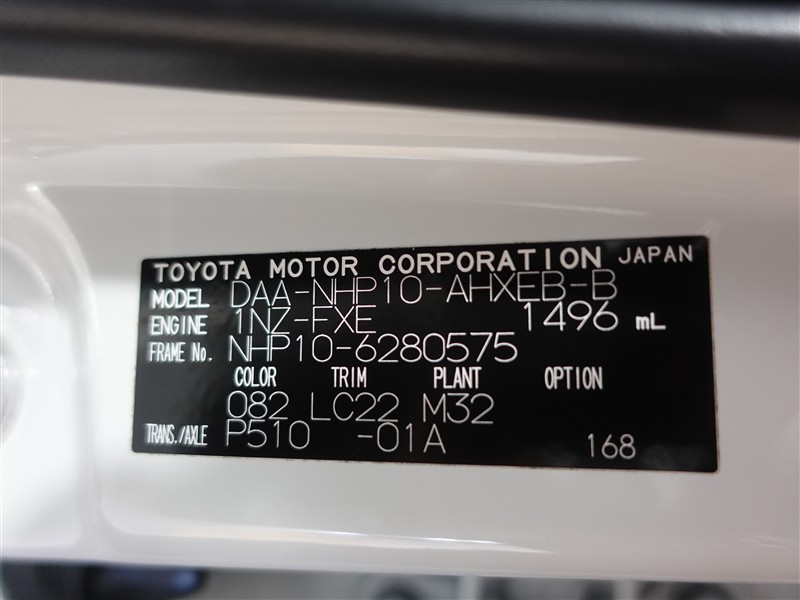 TOYOTA MOTOR CORPORATION JAPAN
MODEL DAA-NHP10-AHXEB-B
ENGINE 1NZ-FXE 1496 mL
FRAME No. NHP10-6280575
COLOR TRIM PLANT OPTION
082 LC22 M32
TRANS./AXLE P510 -01A 168